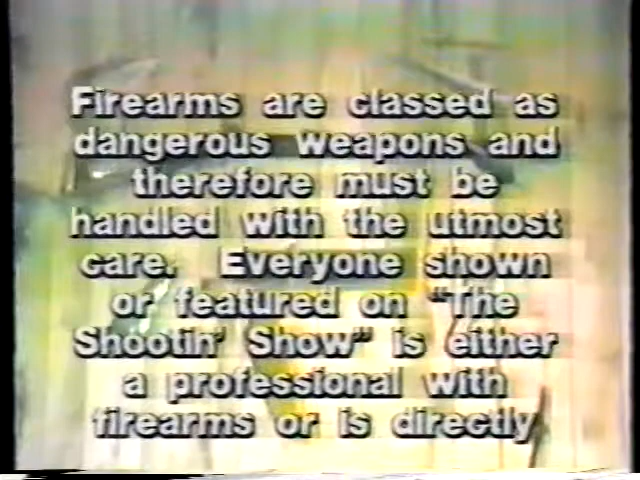 Firearms are classed as
dangerous weapons and
therefore must be
handled with the utmost
care. Everyone shown
or featured on “The
Shootin’ Show” is either
a professional with
firearms or is directly